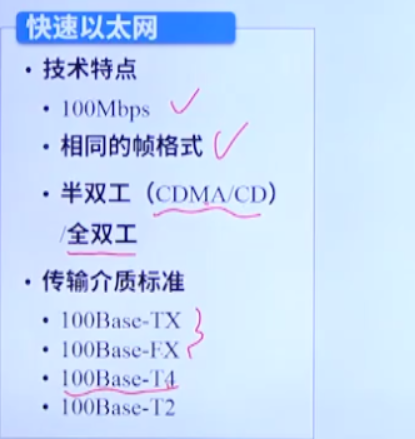 快速以太网
• 技术特点
• 100Mbps
• 相同的帧格式
• 半双工（CDMA/CD）
/全双工
• 传输介质标准
• 100Base-TX
• 100Base-FX
• 100Base-T4
• 100Base-T2